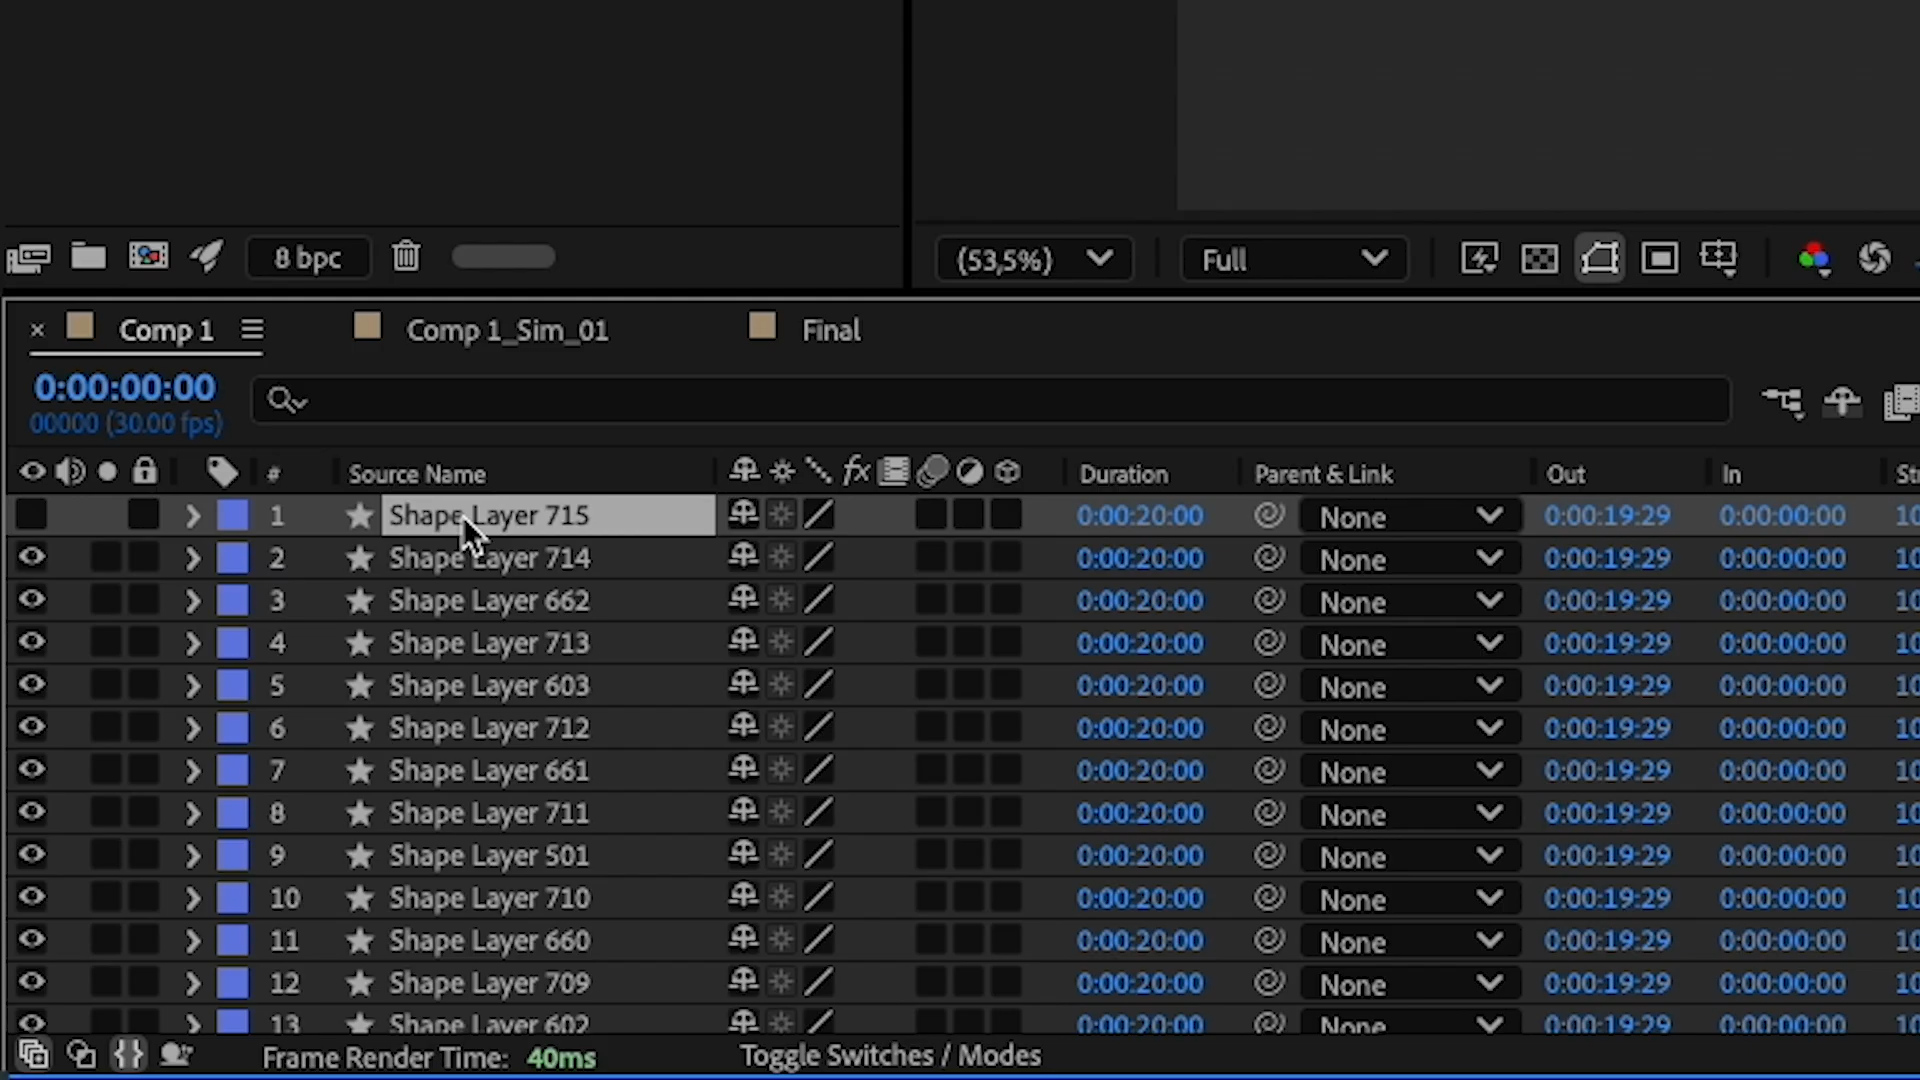 8 bpc (53,5%) Full
Comp 1 Comp 1_Sim_01 Final
0:00:00:00
00000 (30.00 fps)
# Source Name fx Duration Parent & Link Out In
1 Shape Layer 715 0:00:20:00 None 0:00:19:29 0:00:00:00 10
2 Shape Layer 714 0:00:20:00 None 0:00:19:29 0:00:00:00 10
3 Shape Layer 662 0:00:20:00 None 0:00:19:29 0:00:00:00 10
4 Shape Layer 713 0:00:20:00 None 0:00:19:29 0:00:00:00 10
5 Shape Layer 603 0:00:20:00 None 0:00:19:29 0:00:00:00 10
6 Shape Layer 712 0:00:20:00 None 0:00:19:29 0:00:00:00 10
7 Shape Layer 661 0:00:20:00 None 0:00:19:29 0:00:00:00 10
8 Shape Layer 711 0:00:20:00 None 0:00:19:29 0:00:00:00 10
9 Shape Layer 501 0:00:20:00 None 0:00:19:29 0:00:00:00 10
10 Shape Layer 710 0:00:20:00 None 0:00:19:29 0:00:00:00 10
11 Shape Layer 660 0:00:20:00 None 0:00:19:29 0:00:00:00 10
12 Shape Layer 709 0:00:20:00 None 0:00:19:29 0:00:00:00 10
13 Shape Layer 602 0:00:20:00 None 0:00:19:29 0:00:00:00 10
Frame Render Time: 40ms Toggle Switches / Modes